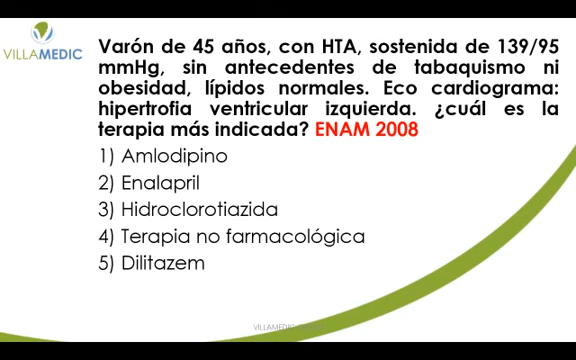 VILLAMEDIC
Varón de 45 años, con HTA, sostenida de 139/95
mmHg, sin antecedentes de tabaquismo ni
obesidad, lípidos normales. Eco cardiograma:
hipertrofia ventricular izquierda. ¿cuál es la
terapia más indicada? ENAM 2008
1) Amlodipino
2) Enalapril
3) Hidroclorotiazida
4) Terapia no farmacológica
5) Dilitazem
VILLAMEDIC